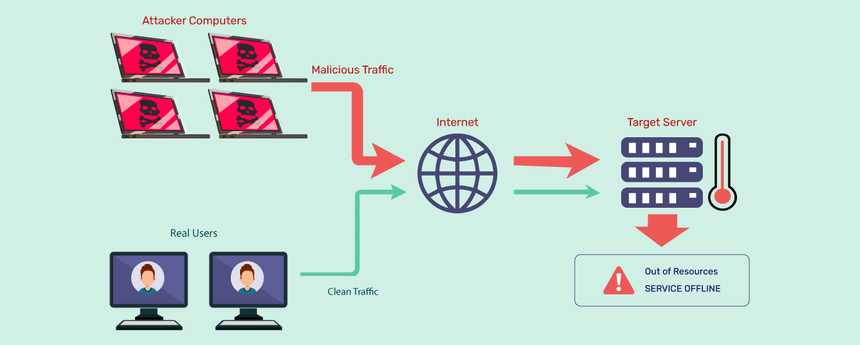 Attacker Computers
Malicious Traffic
Internet
Target Server
Real Users
Clean Traffic
Out of Resources
SERVICE OFFLINE